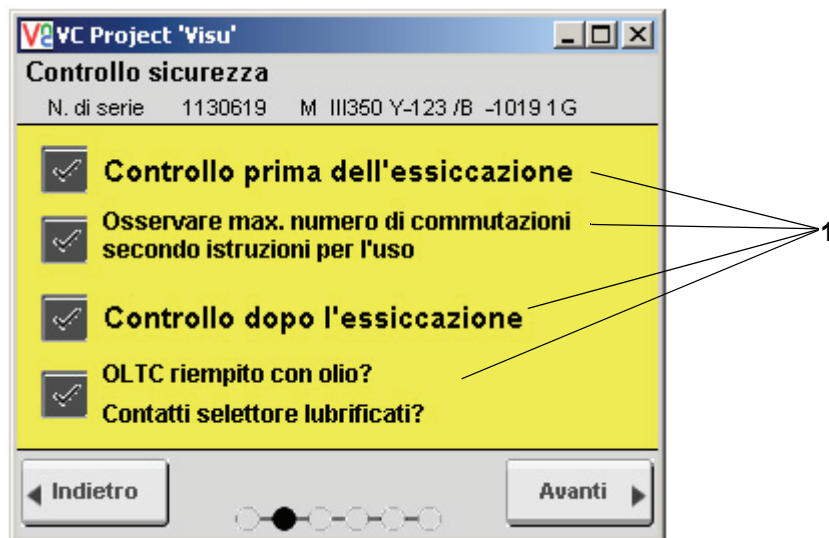 VC Project 'Visu'
Controllo sicurezza
N. di serie 1130619 M III350 Y-123 /B -1019 1 G
Controllo prima dell'essiccazione
Osservare max. numero di commutazioni
secondo istruzioni per l'uso
1
Controllo dopo l'essiccazione
OLTC riempito con olio?
Contatti selettore lubrificati?
Indietro
Avanti